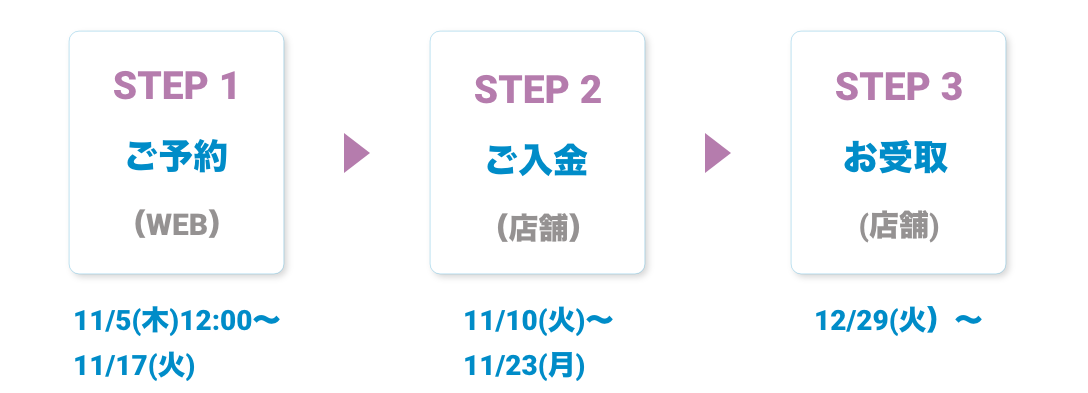 STEP 1
ご予約
（WEB）
11/5(木)12:00〜
11/17(火)
STEP 2
ご入金
（店舗）
11/10(火)〜
11/23(月)
STEP 3
お受取
(店舗)
12/29(火）〜